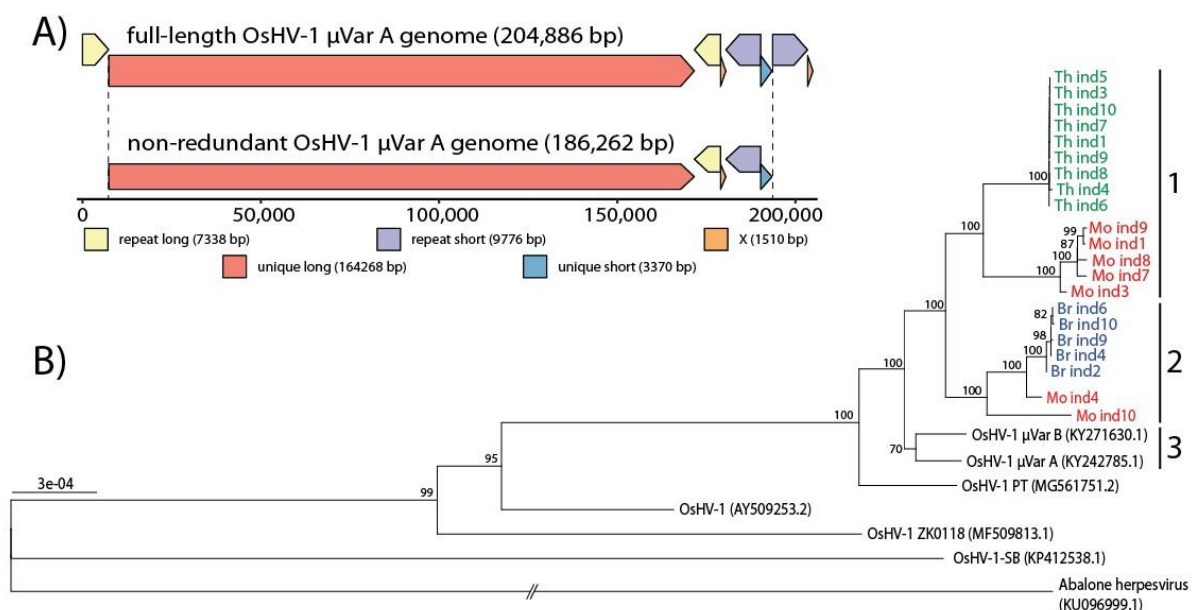 A)
full-length OsHV-1 µVar A genome (204,886 bp)
non-redundant OsHV-1 µVar A genome (186,262 bp)
0 50,000 100,000 150,000 200,000
repeat long (7338 bp) repeat short (9776 bp) X (1510 bp)
unique long (164268 bp) unique short (3370 bp)
B)
Th ind5
Th ind3
Th ind10
Th ind7
Th ind1
Th ind9
Th ind8
100
Th ind4
Th ind6
1
Mo ind9
99
Mo ind1
87
Mo ind8
100
Mo ind7
100
Mo ind3
100
Br ind6
82
Br ind10
98
Br ind9
100
Br ind4
Br ind2
100
2
Mo ind4
100
Mo ind10
100
100
OsHV-1 µVar B (KY271630.1)
70
OsHV-1 µVar A (KY242785.1)
3
100
OsHV-1 PT (MG561751.2)
95
OsHV-1 (AY509253.2)
99
OsHV-1 ZK0118 (MF509813.1)
3e-04
OsHV-1-SB (KP412538.1)
//
Abalone herpesvirus
(KU096999.1)